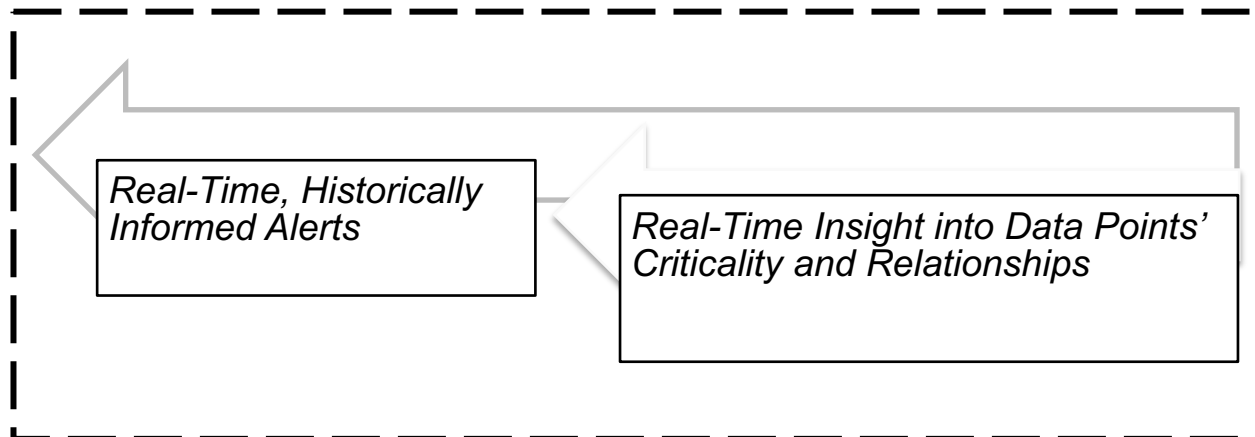 Real-Time, Historically
Informed Alerts
Real-Time Insight into Data Points’
Criticality and Relationships